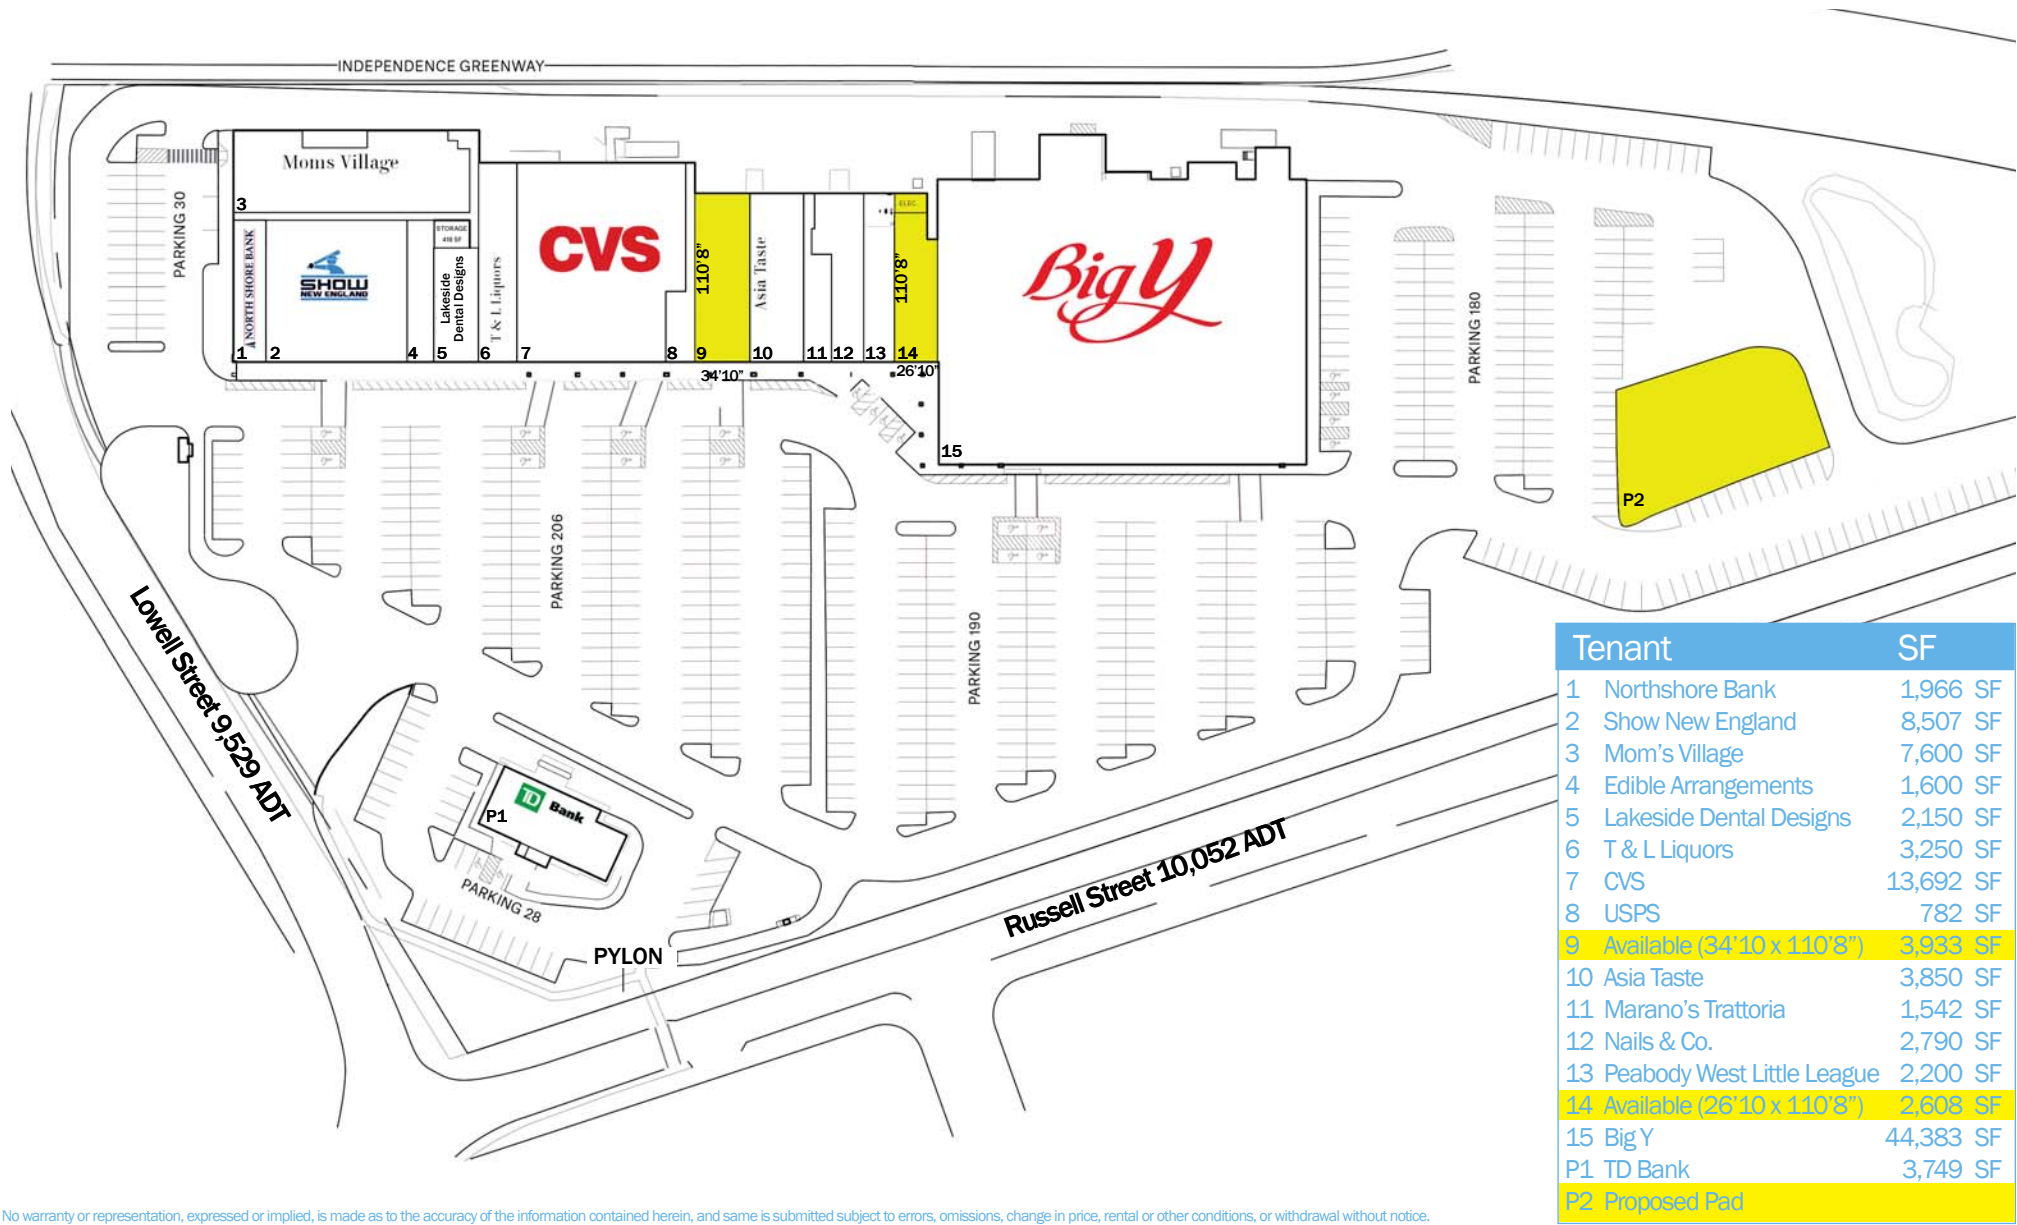 INDEPENDENCE GREENWAY
Moms Village
3
PARKING 30
NORTH SHORE BANK
SHOW
NEW ENGLAND
STORAGE
418 SF
Lakeside
Dental Designs
T & L Liquors
CVS
110'8"
Asia Taste
ELEC.
110'8"
Big Y
1
2
4
5
6
7
8
9
10
11
12
13
14
34'10"
26'10"
15
PARKING 180
P2
PARKING 206
PARKING 190
Lowell Street 9,529 ADT
P1
TD Bank
PARKING 28
PYLON
Russell Street 10,052 ADT
Tenant SF
1 Northshore Bank 1,966 SF
2 Show New England 8,507 SF
3 Mom's Village 7,600 SF
4 Edible Arrangements 1,600 SF
5 Lakeside Dental Designs 2,150 SF
6 T & L Liquors 3,250 SF
7 CVS 13,692 SF
8 USPS 782 SF
9 Available (34'10 x 110'8") 3,933 SF
10 Asia Taste 3,850 SF
11 Marano's Trattoria 1,542 SF
12 Nails & Co. 2,790 SF
13 Peabody West Little League 2,200 SF
14 Available (26'10 x 110'8") 2,608 SF
15 Big Y 44,383 SF
P1 TD Bank 3,749 SF
P2 Proposed Pad
No warranty or representation, expressed or implied, is made as to the accuracy of the information contained herein, and same is submitted subject to errors, omissions, change in price, rental or other conditions, or withdrawal without notice.